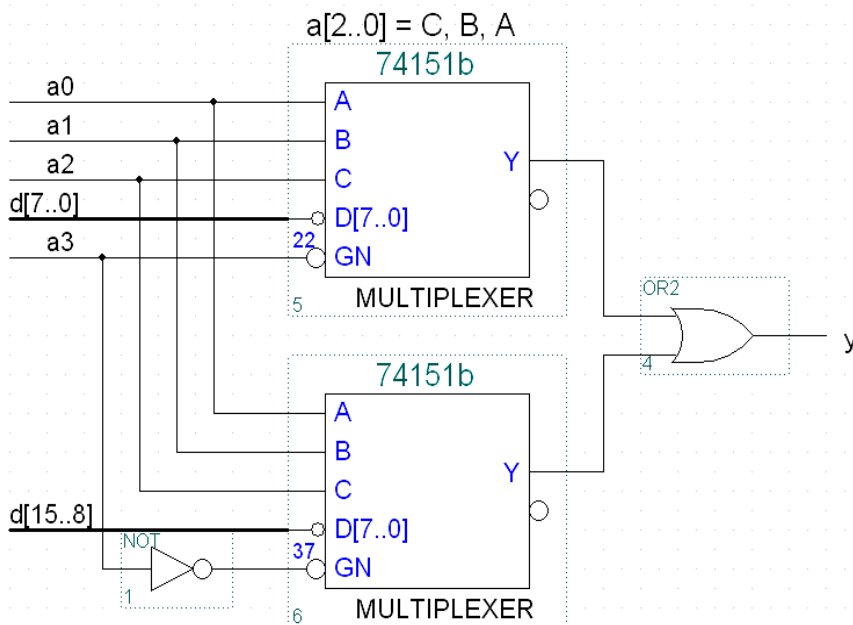 a[2..0] = C, B, A
74151b
a0
A
a1
B
a2
C
Y
d[7..0]
D[7..0]
a3
22
GN
5
MULTIPLEXER
OR2
4
y
74151b
A
B
C
Y
d[15..8]
D[7..0]
NOT
1
37
GN
6
MULTIPLEXER